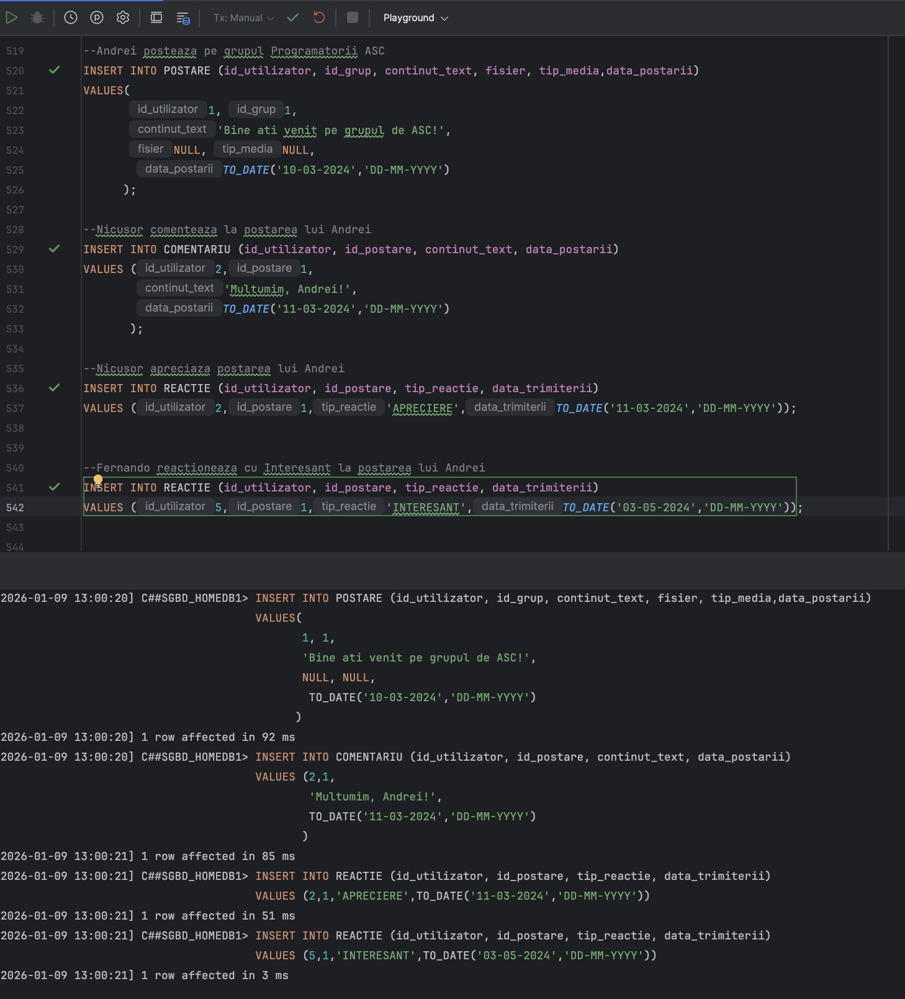 Tx: Manual Playground
519 --Andrei posteaza pe grupul Programatorii ASC
520 INSERT INTO POSTARE (id_utilizator, id_grup, continut_text, fisier, tip_media,data_postarii)
521 VALUES(
522 id_utilizator 1, id_grup 1,
523 continut_text 'Bine ati venit pe grupul de ASC!',
524 fisier NULL, tip_media NULL,
525 data_postarii TO_DATE('10-03-2024','DD-MM-YYYY')
526 );
527
528 --Nicusor comenteaza la postarea lui Andrei
529 INSERT INTO COMENTARIU (id_utilizator, id_postare, continut_text, data_postarii)
530 VALUES ( id_utilizator 2, id_postare 1,
531 continut_text 'Multumim, Andrei!',
532 data_postarii TO_DATE('11-03-2024','DD-MM-YYYY')
533 );
534
535 --Nicusor apreciaza postarea lui Andrei
536 INSERT INTO REACTIE (id_utilizator, id_postare, tip_reactie, data_trimiterii)
537 VALUES ( id_utilizator 2, id_postare 1, tip_reactie 'APRECIERE', data_trimiterii TO_DATE('11-03-2024','DD-MM-YYYY'));
538
539
540 --Fernando reactioneaza cu Interesant la postarea lui Andrei
541 INSERT INTO REACTIE (id_utilizator, id_postare, tip_reactie, data_trimiterii)
542 VALUES ( id_utilizator 5, id_postare 1, tip_reactie 'INTERESANT', data_trimiterii TO_DATE('03-05-2024','DD-MM-YYYY'));
543
544
2026-01-09 13:00:20] C##SGBD_HOMEDB1> INSERT INTO POSTARE (id_utilizator, id_grup, continut_text, fisier, tip_media,data_postarii)
VALUES(
1, 1,
'Bine ati venit pe grupul de ASC!',
NULL, NULL,
TO_DATE('10-03-2024','DD-MM-YYYY')
)
2026-01-09 13:00:20] 1 row affected in 92 ms
2026-01-09 13:00:20] C##SGBD_HOMEDB1> INSERT INTO COMENTARIU (id_utilizator, id_postare, continut_text, data_postarii)
VALUES (2,1,
'Multumim, Andrei!',
TO_DATE('11-03-2024','DD-MM-YYYY')
)
2026-01-09 13:00:21] 1 row affected in 85 ms
2026-01-09 13:00:21] C##SGBD_HOMEDB1> INSERT INTO REACTIE (id_utilizator, id_postare, tip_reactie, data_trimiterii)
VALUES (2,1,'APRECIERE',TO_DATE('11-03-2024','DD-MM-YYYY'))
2026-01-09 13:00:21] 1 row affected in 51 ms
2026-01-09 13:00:21] C##SGBD_HOMEDB1> INSERT INTO REACTIE (id_utilizator, id_postare, tip_reactie, data_trimiterii)
VALUES (5,1,'INTERESANT',TO_DATE('03-05-2024','DD-MM-YYYY'))
2026-01-09 13:00:21] 1 row affected in 3 ms